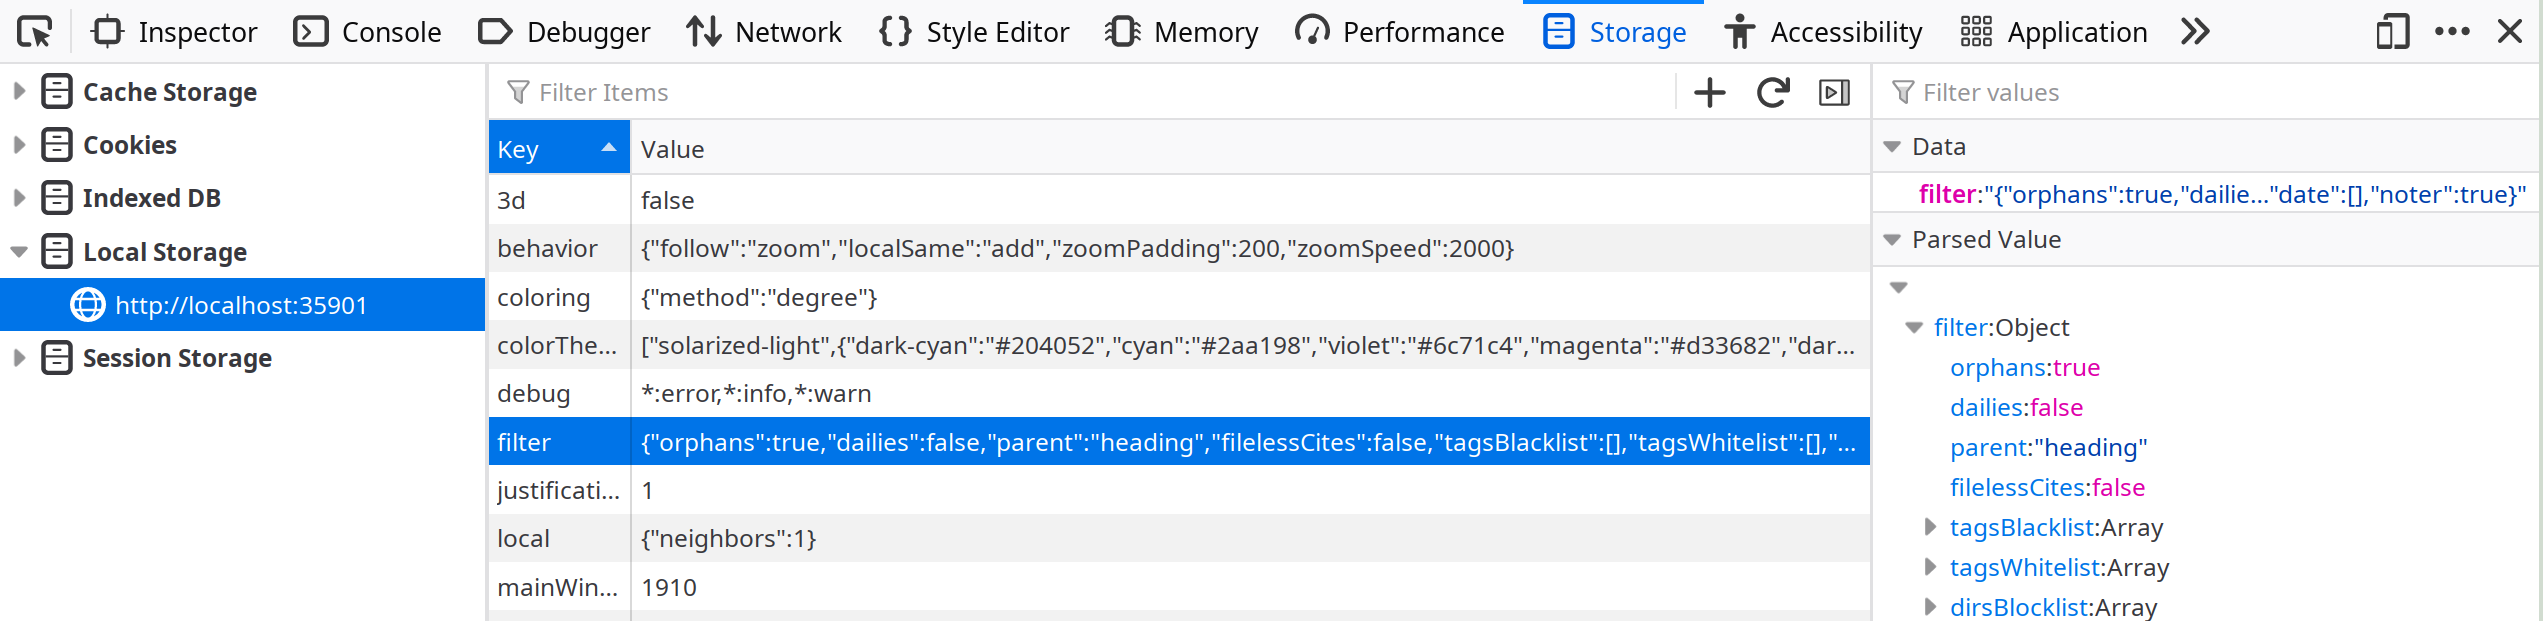 Inspector Console Debugger Network Style Editor Memory Performance Storage Accessibility Application
Cache Storage
Cookies
Indexed DB
Local Storage
http://localhost:35901
Session Storage
Filter Items
Key Value
3d false
behavior {"follow":"zoom","localSame":"add","zoomPadding":200,"zoomSpeed":2000}
coloring {"method":"degree"}
colorThe... ["solarized-light",{"dark-cyan":"#204052","cyan":"#2aa198","violet":"#6c71c4","magenta":"#d33682","dar...
debug *:error,*:info,*:warn
filter {"orphans":true,"dailies":false,"parent":"heading","filelessCites":false,"tagsBlacklist":[],"tagsWhitelist":[],"...
justificati... 1
local {"neighbors":1}
mainWin... 1910
Filter values
Data
filter:"{"orphans":true,"dailie..."date":[],"noter":true}"
Parsed Value
filter:Object
orphans:true
dailies:false
parent:"heading"
filelessCites:false
tagsBlacklist:Array
tagsWhitelist:Array
dirsBlocklist:Array